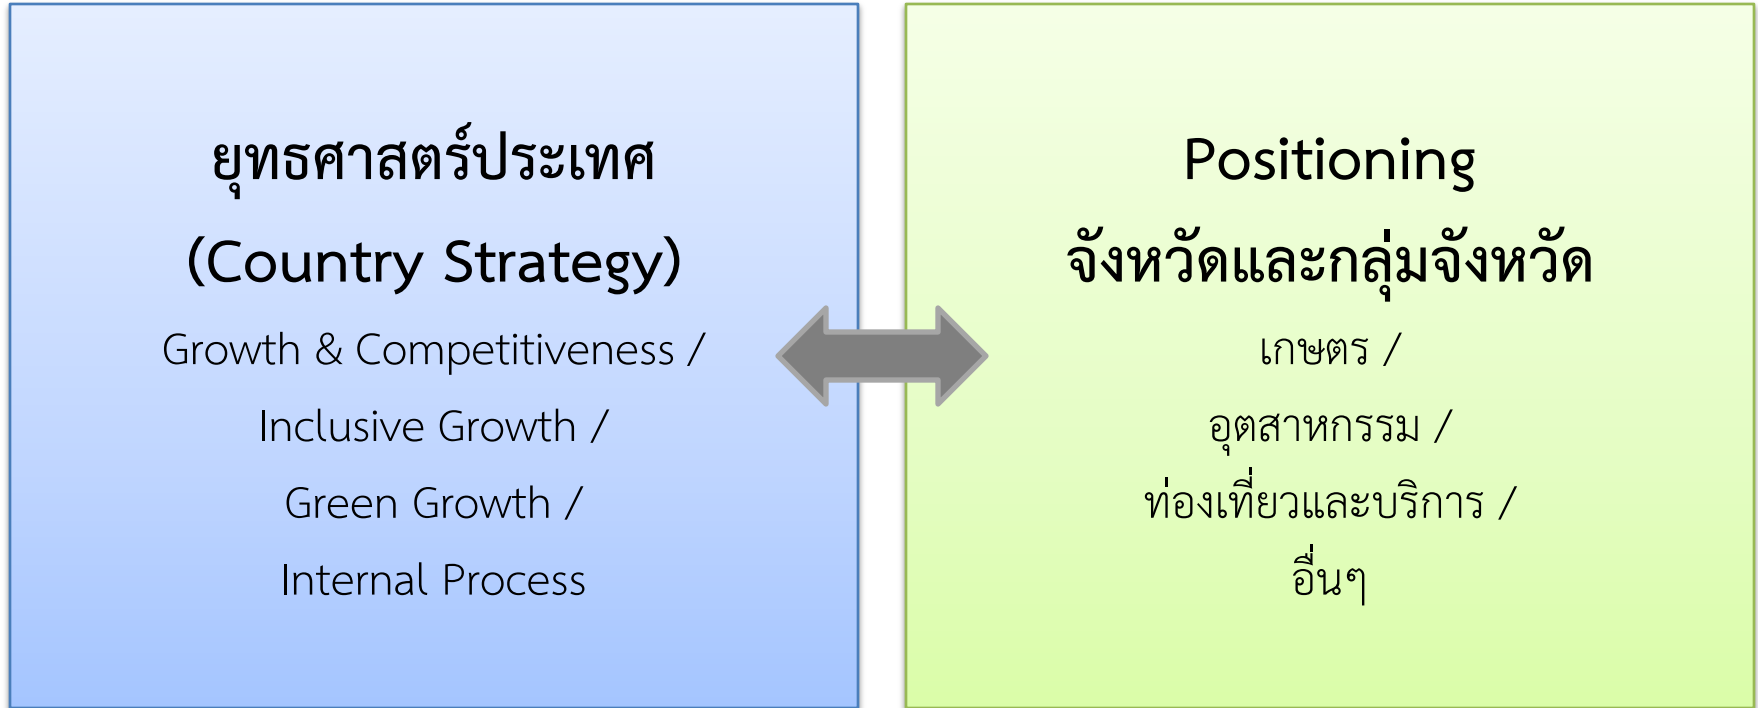 ยุทธศาสตร์ประเทศ
(Country Strategy)
Growth & Competitiveness /
Inclusive Growth /
Green Growth /
Internal Process
Positioning
จังหวัดและกลุ่มจังหวัด
เกษตร /
อุตสาหกรรม /
ท่องเที่ยวและบริการ /
อื่นๆ